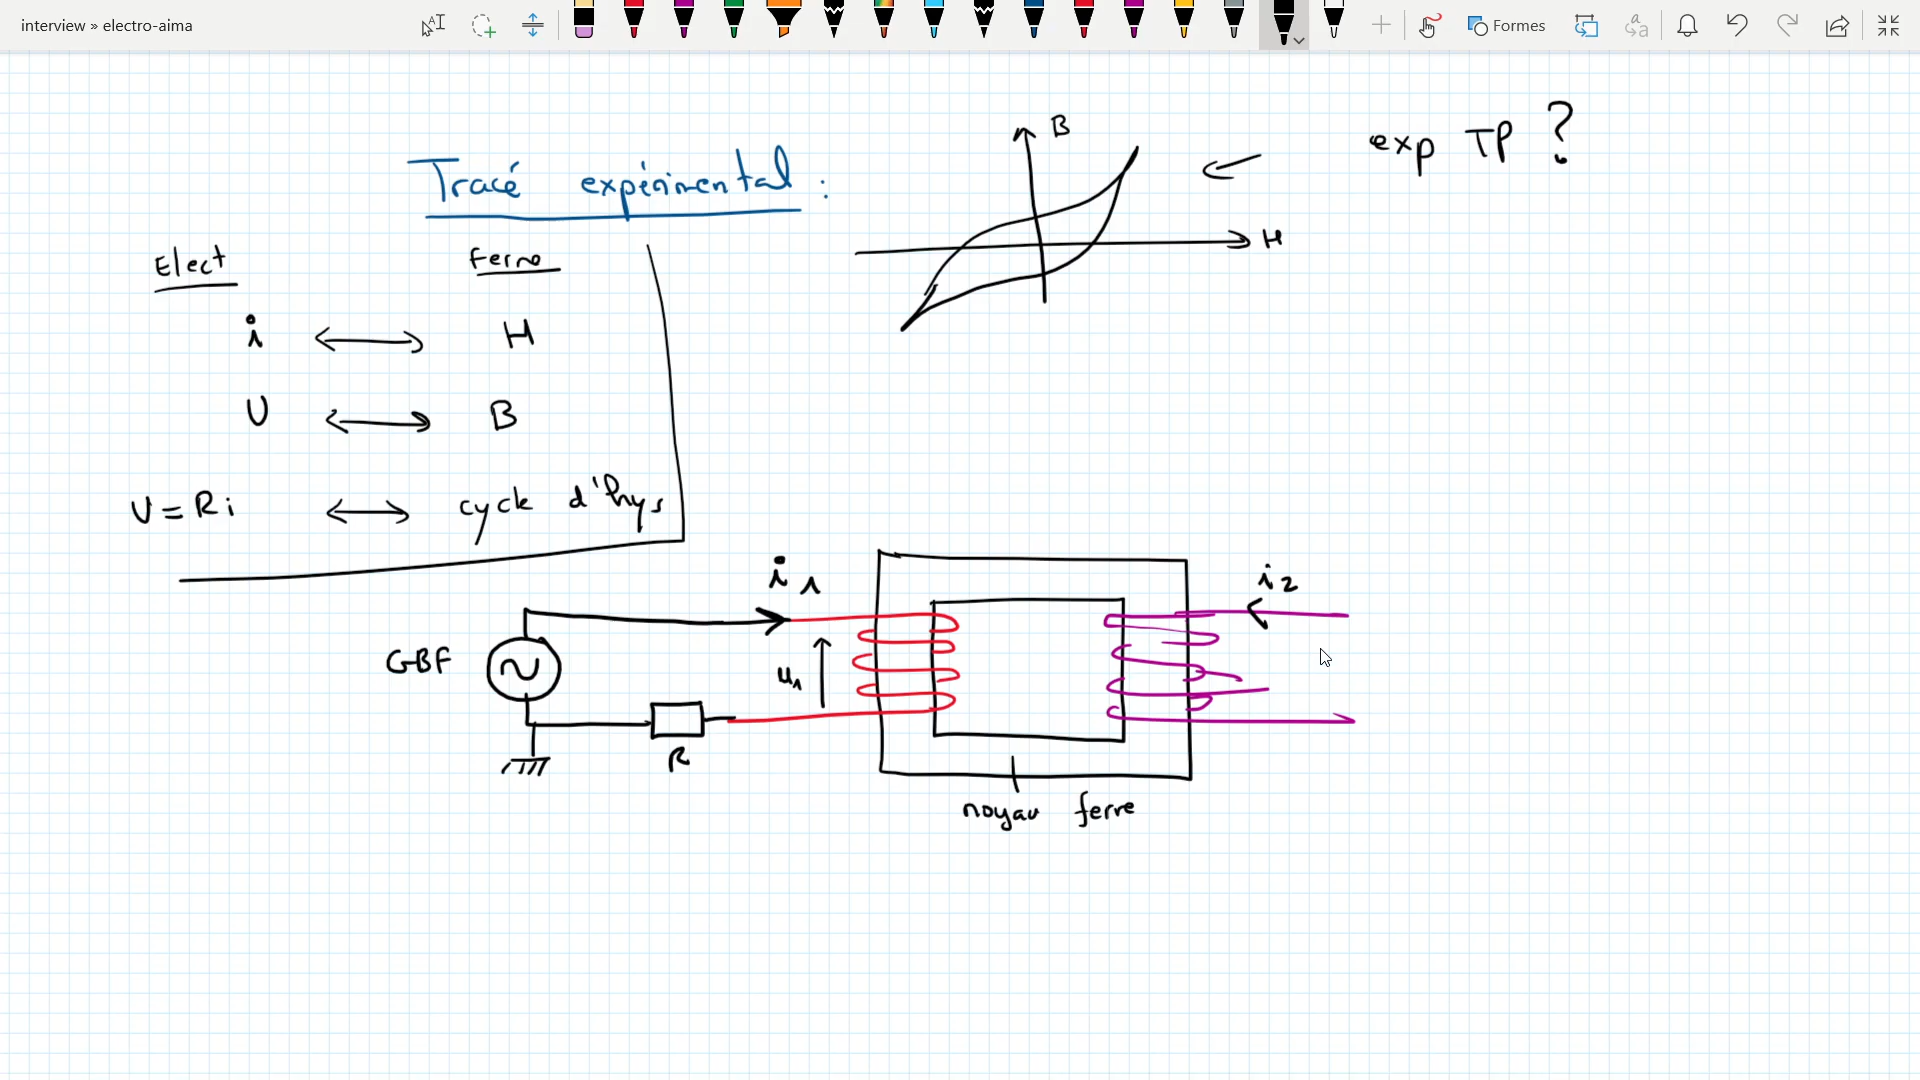 interview » electro-aima
Formes
Tracé expérimental :
B
H
exp TP ?
Elect
Ferro
i
H
U
B
U = Ri
cycle d'hys
i1
i2
GBF
u1
R
noyau ferre